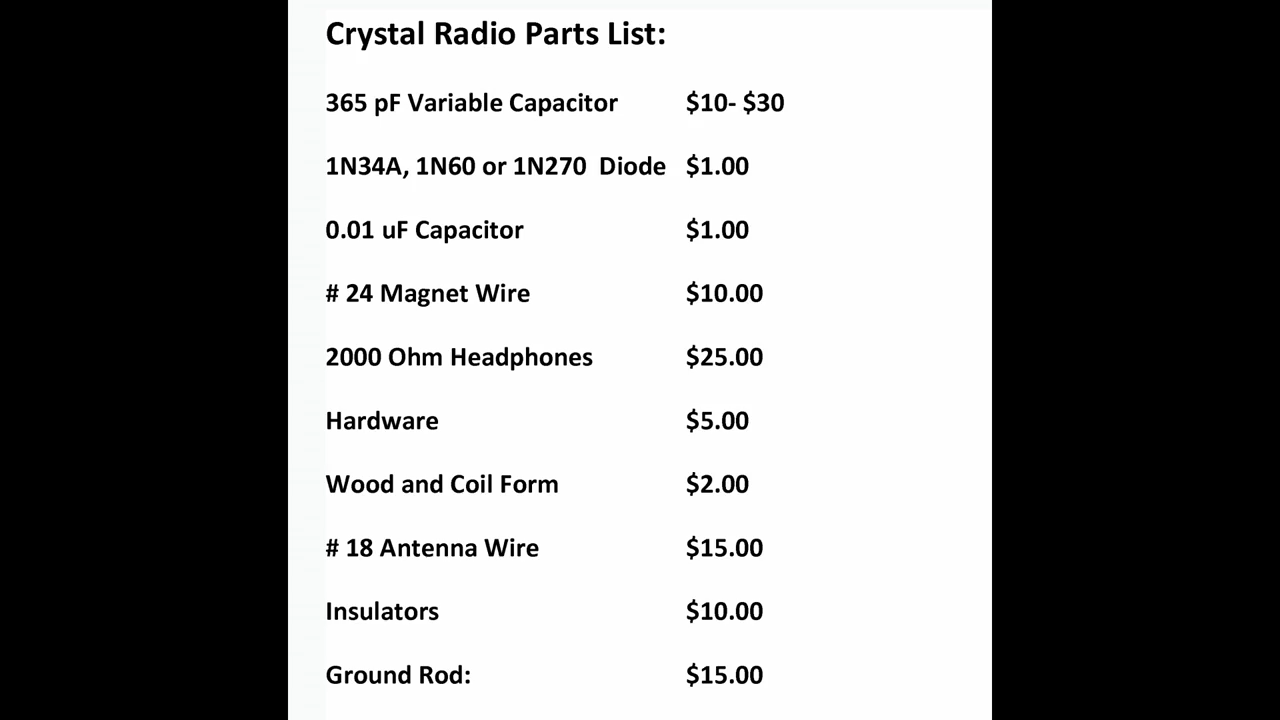 Crystal Radio Parts List:
365 pF Variable Capacitor $10- $30
1N34A, 1N60 or 1N270  Diode $1.00
0.01 uF Capacitor $1.00
# 24 Magnet Wire $10.00
2000 Ohm Headphones $25.00
Hardware $5.00
Wood and Coil Form $2.00
# 18 Antenna Wire $15.00
Insulators $10.00
Ground Rod: $15.00